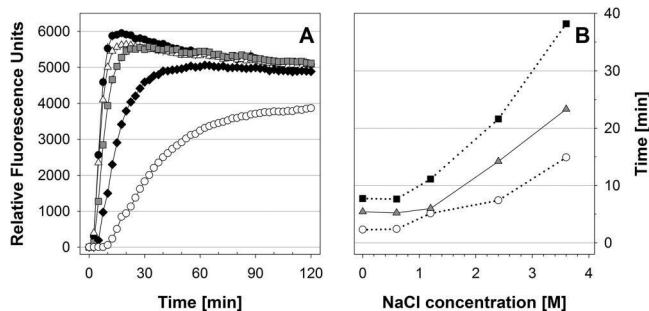 A
B
Relative Fluorescence Units
6000
5000
4000
3000
2000
1000
0
0 30 60 90 120
Time [min]
40
30
20
10
0
Time [min]
0 1 2 3 4
NaCl concentration [M]